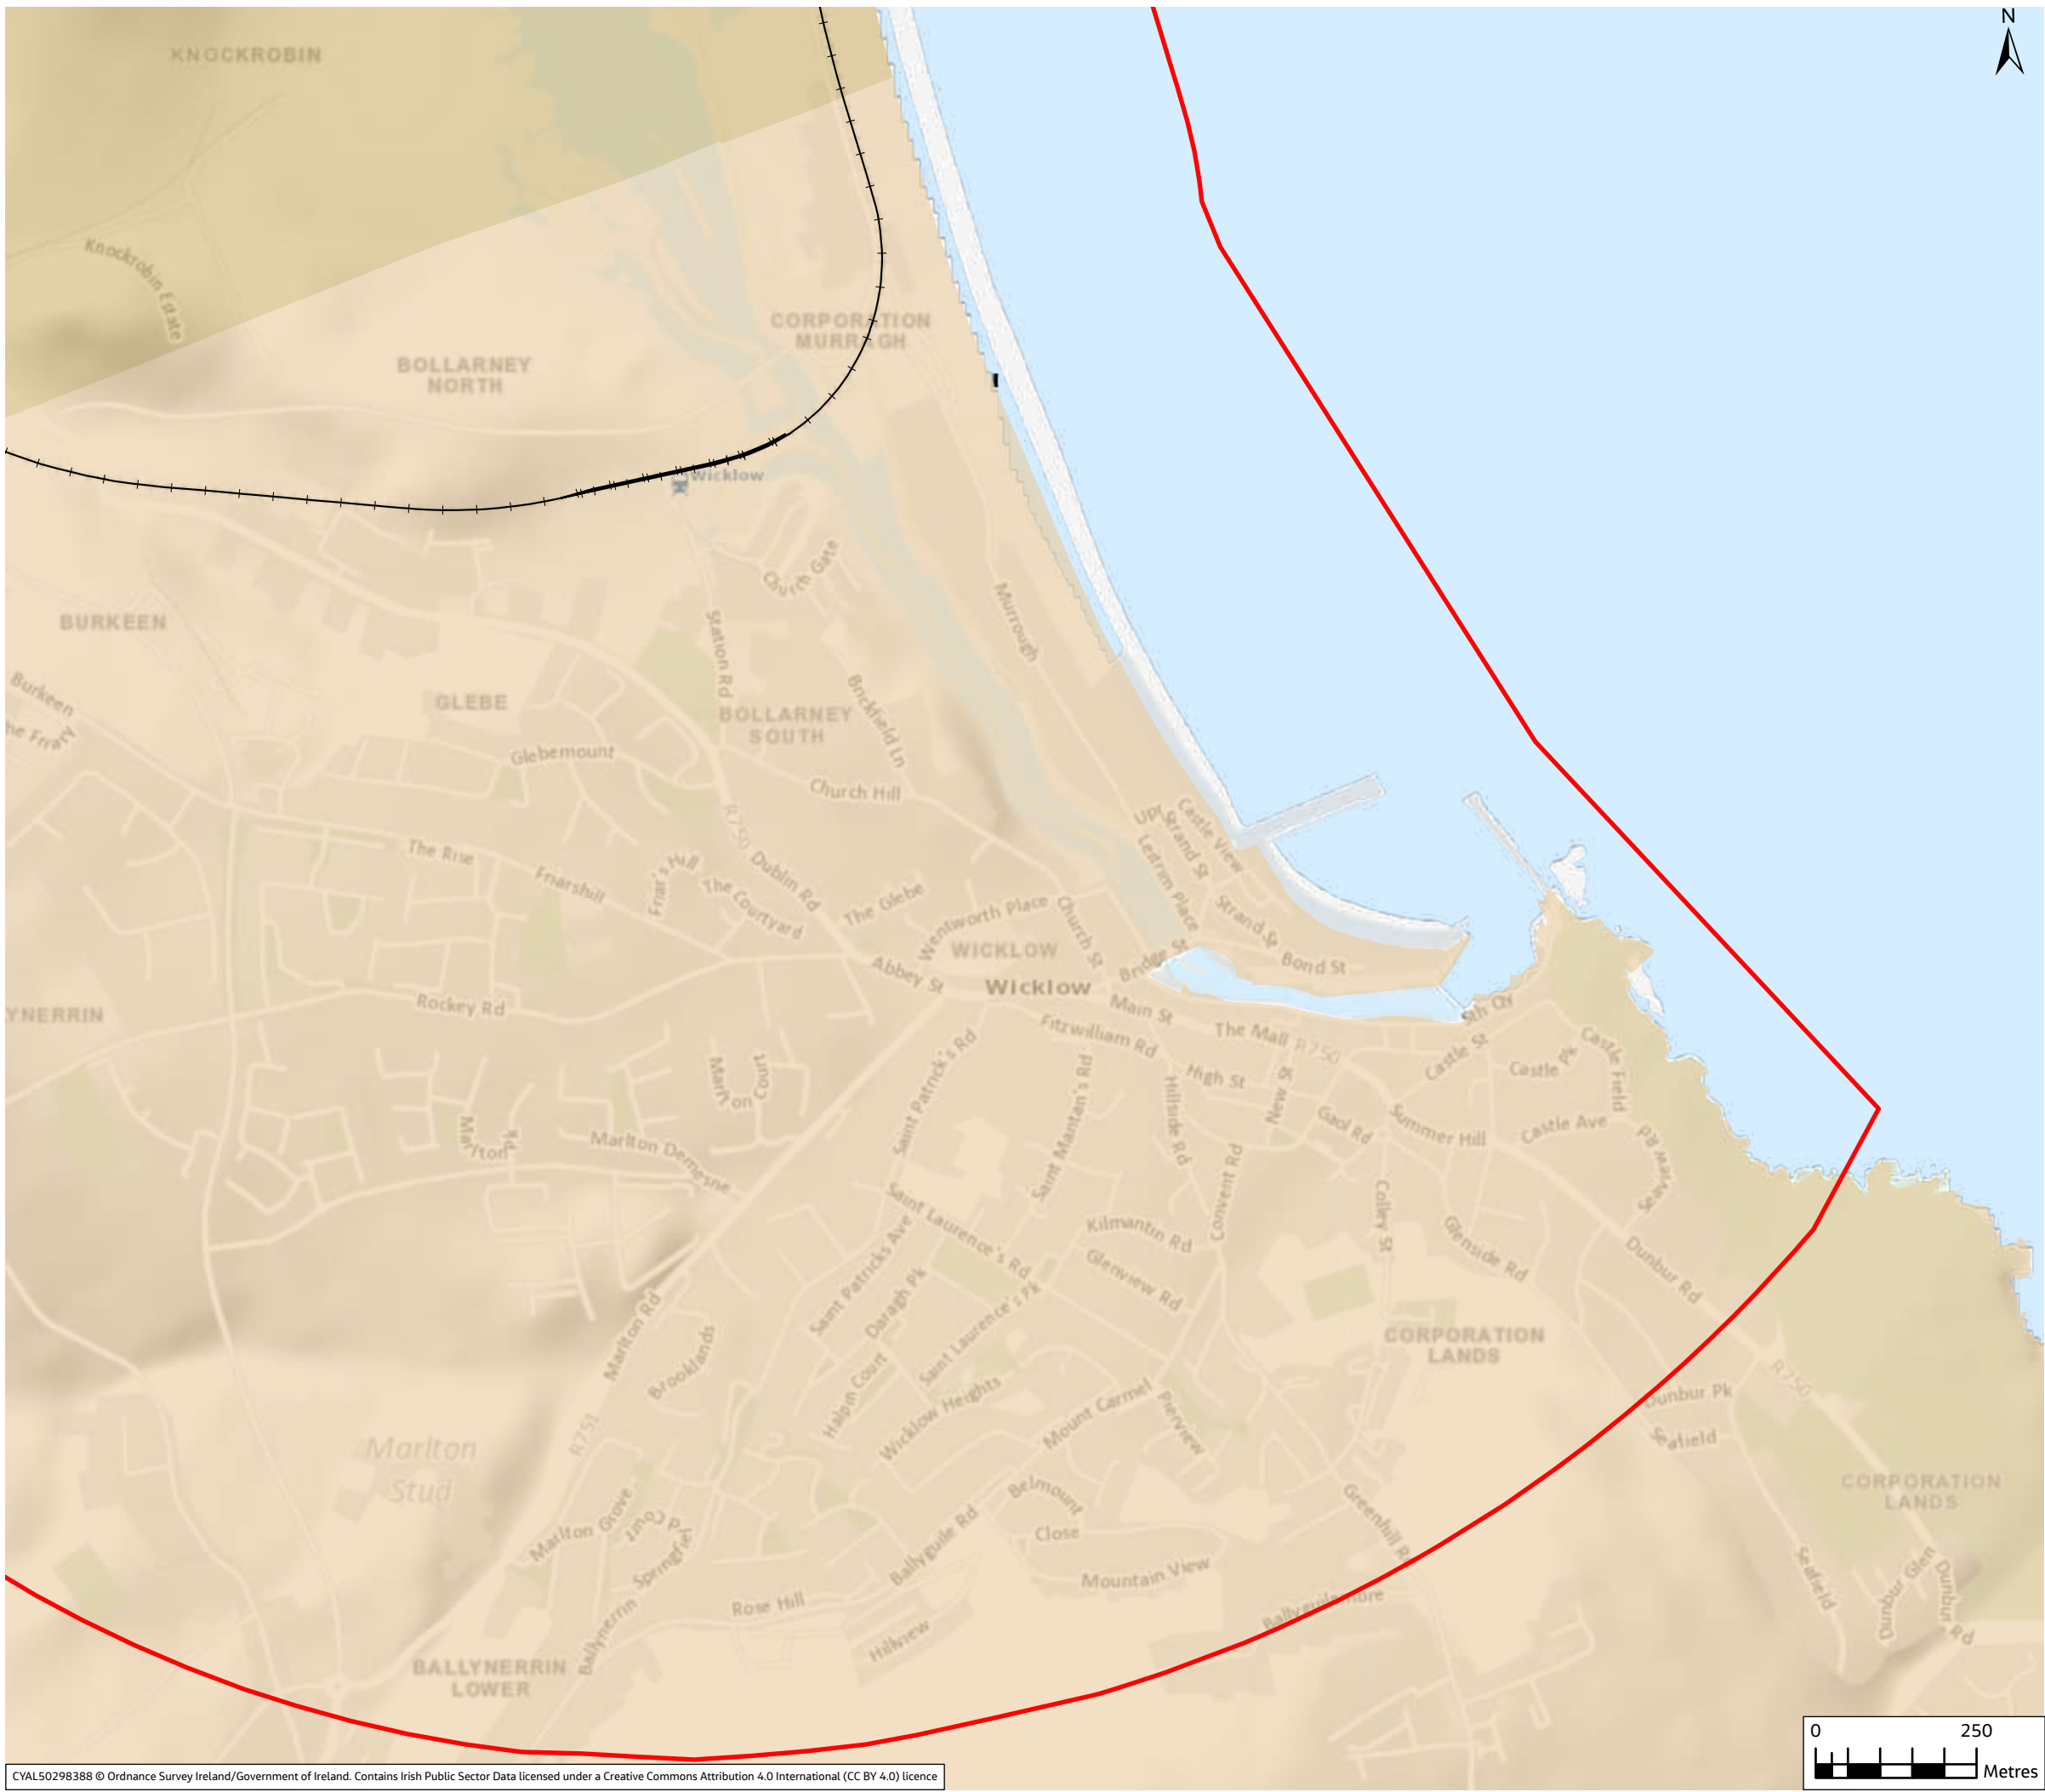 N
KNOCKROBIN
Knockrobin Estate
CORPORATION
MURRAGH
BOLLARNEY
NORTH
Wicklow
Church Gate
Murrough
BURKEEN
Station Rd
Burkeen
GLEBE
Brickfield Ln
BOLLARNEY
SOUTH
Glebemount
Church Hill
R750
Upr
Strand St
Castle View
Leitrim Place
The Rise
Friarshill
Friar's Hill
The Courtyard
Dublin Rd
The Glebe
Wentworth Place
Church St
Strand St
WICKLOW
Wicklow
Abbey St
Bridge St
Bond St
YNERRIN
Rockey Rd
Main St
Fitzwilliam Rd
The Mall
R750
Sth
Castle St
Castle Pk
Castle Field
Marlton Court
Saint Patrick's Rd
Saint Mantan's Rd
Hillside Rd
High St
New St
Gaol Rd
Summer Hill
Castle Ave
Seaview Rd
Marlton Pk
Marlton Demesne
Saint Laurence's Rd
Kilmantin Rd
Convent Rd
Colley St
Glenside Rd
Glenview Rd
Dunbur Rd
Saint Patricks Ave
Daragh Pk
Saint Laurence's Pk
Marlton Rd
Brooklands
Halpin Court
Wicklow Heights
Mount Carmel
Pierview
CORPORATION
LANDS
R750
Dunbur Pk
Seafield
R751
Marlton
Stud
CORPORATION
LANDS
Marlton Grove
Belmount
Close
Greenhill
Ballyguile Rd
Mountain View
Rose Hill
Hillview
Ballyguilemore
Ballynerrin
Seafield
Dunbur Glen
Dunbur Rd
BALLYNERRIN
LOWER
0 250
Metres
CYAL50298388 © Ordnance Survey Ireland/Government of Ireland. Contains Irish Public Sector Data licensed under a Creative Commons Attribution 4.0 International (CC BY 4.0) licence